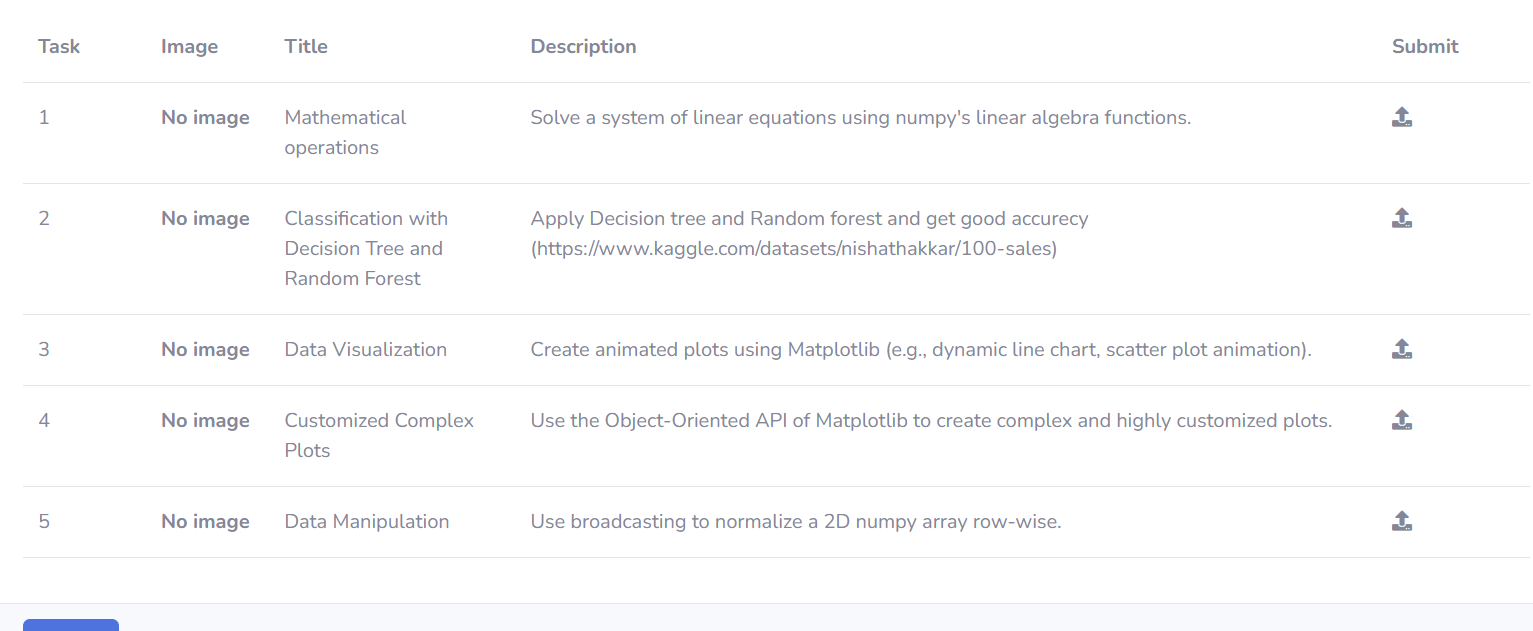 Task Image Title Description Submit
1 No image Mathematical Solve a system of linear equations using numpy's linear algebra functions.
operations
2 No image Classification with Apply Decision tree and Random forest and get good accurecy
Decision Tree and (https://www.kaggle.com/datasets/nishathakkar/100-sales)
Random Forest
3 No image Data Visualization Create animated plots using Matplotlib (e.g., dynamic line chart, scatter plot animation).
4 No image Customized Complex Use the Object-Oriented API of Matplotlib to create complex and highly customized plots.
Plots
5 No image Data Manipulation Use broadcasting to normalize a 2D numpy array row-wise.